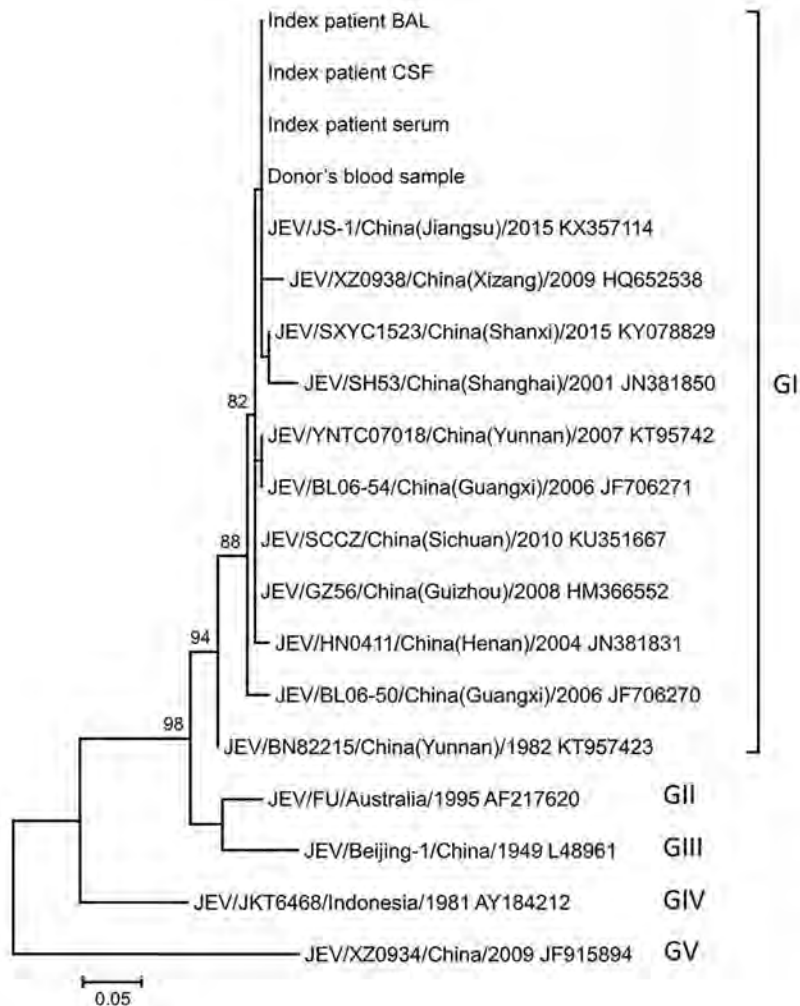 Index patient BAL
Index patient CSF
Index patient serum
Donor's blood sample
JEV/JS-1/China(Jiangsu)/2015 KX357114
JEV/XZ0938/China(Xizang)/2009 HQ652538
JEV/SXYC1523/China(Shanxi)/2015 KY078829
JEV/SH53/China(Shanghai)/2001 JN381850
GI
82
JEV/YNTC07018/China(Yunnan)/2007 KT95742
JEV/BL06-54/China(Guangxi)/2006 JF706271
88
JEV/SCCZ/China(Sichuan)/2010 KU351667
JEV/GZ56/China(Guizhou)/2008 HM366552
94
JEV/HN0411/China(Henan)/2004 JN381831
JEV/BL06-50/China(Guangxi)/2006 JF706270
98
JEV/BN82215/China(Yunnan)/1982 KT957423
JEV/FU/Australia/1995 AF217620 GII
JEV/Beijing-1/China/1949 L48961 GIII
JEV/JKT6468/Indonesia/1981 AY184212 GIV
JEV/XZ0934/China/2009 JF915894 GV
0.05